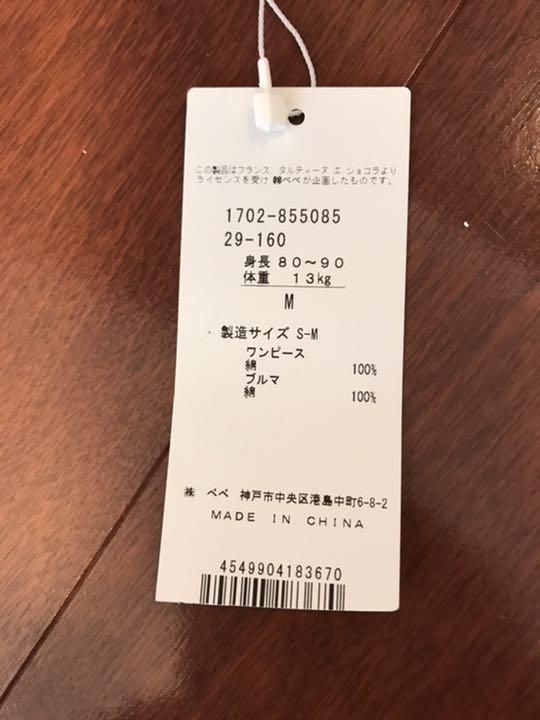 この製品はフランス タルティーヌ エ ショコラより
ライセンスを受け ㈱べべが企画したものです。
1702-855085
29-160
身長 80～90
体重 13kg
M
製造サイズ S-M
ワンピース
綿 100%
ブルマ
綿 100%
㈱ べべ 神戸市中央区港島中町6-8-2
MADE IN CHINA
4549904183670